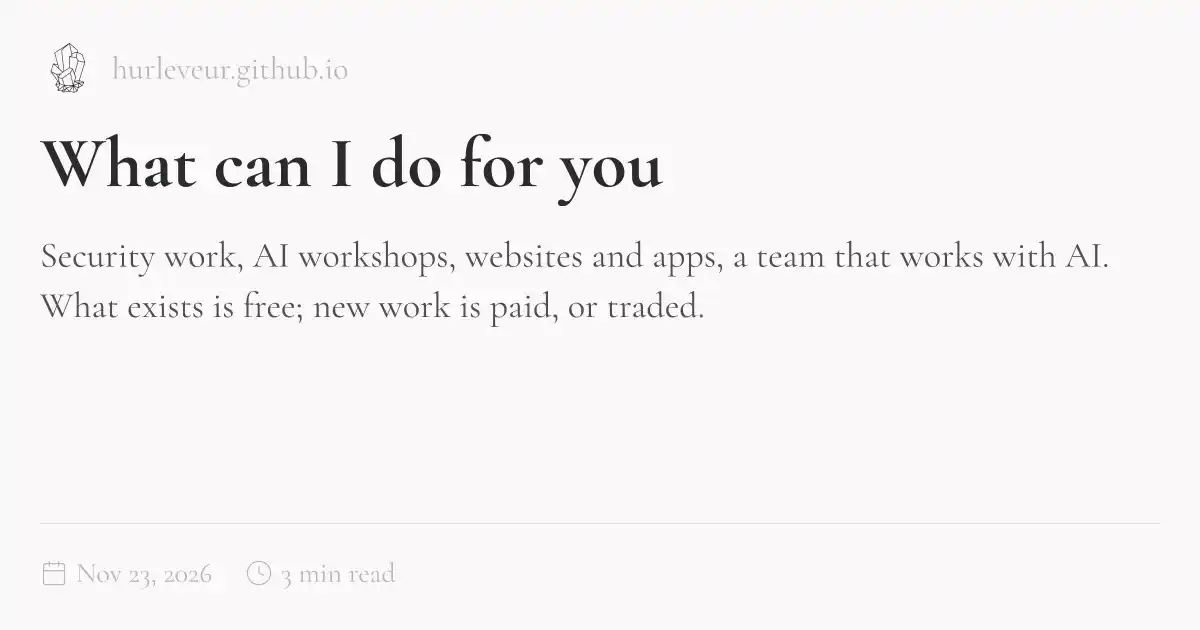 hurleveur.github.io
What can I do for you
Security work, AI workshops, websites and apps, a team that works with AI.
What exists is free; new work is paid, or traded.
Nov 23, 2026 3 min read